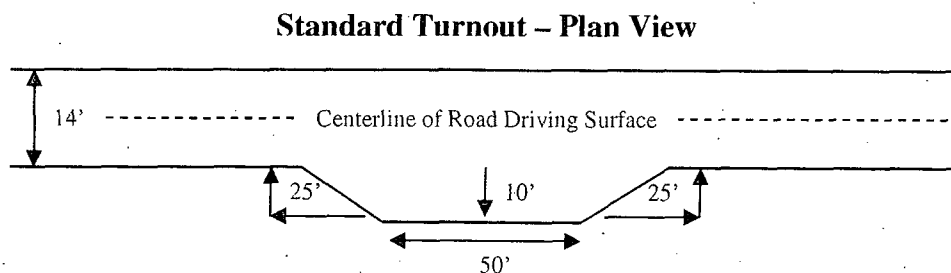 Standard Turnout – Plan View
14’
Centerline of Road Driving Surface
25’
10’
25’
50’